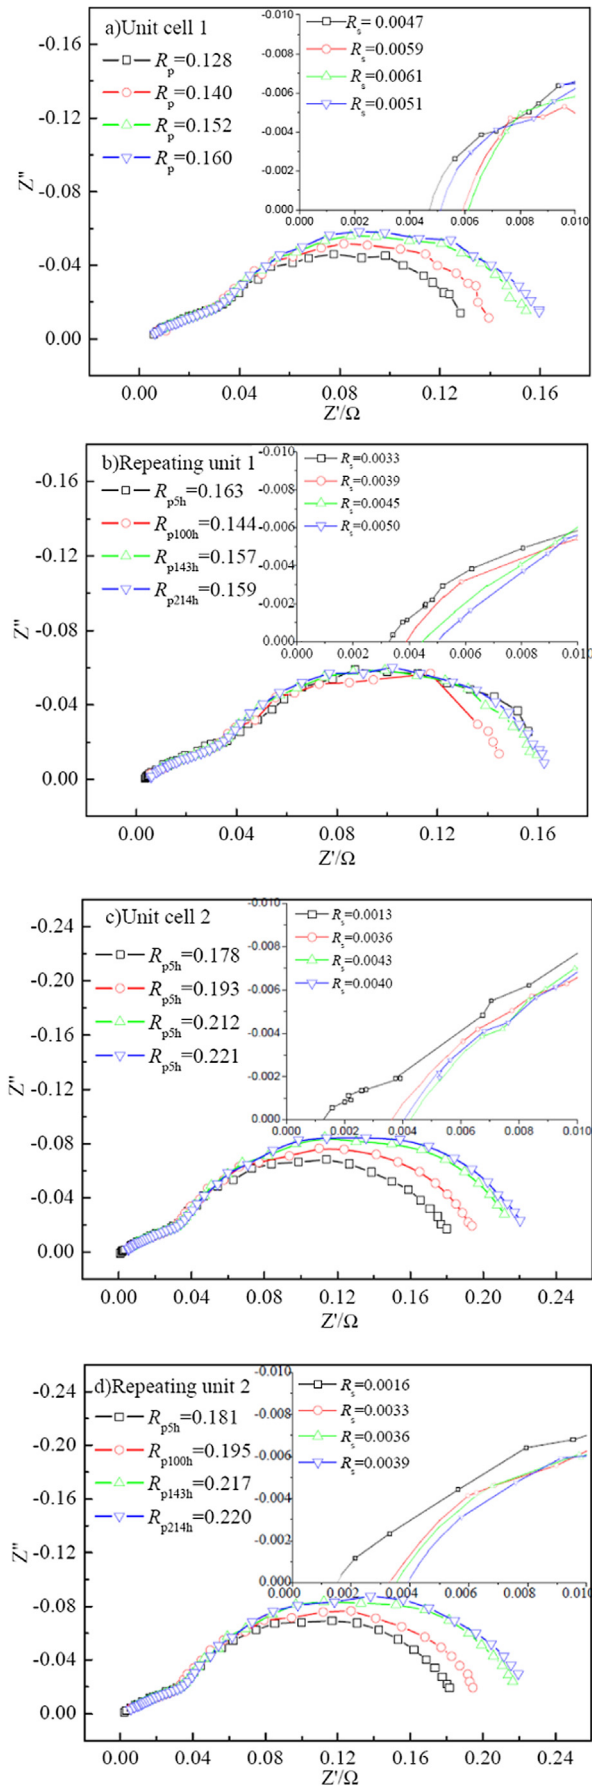 a)Unit cell 1
Rp=0.128
Rp=0.140
Rp=0.152
Rp=0.160
Rs= 0.0047
Rs=0.0059
Rs=0.0061
Rs=0.0051
-0.010
-0.008
-0.006
-0.004
-0.002
0.000
0.000 0.002 0.004 0.006 0.008 0.010
-0.16
-0.12
-0.08
-0.04
0.00
Z"
0.00 0.04 0.08 0.12 0.16
Z'/Ω
b)Repeating unit 1
Rp5h=0.163
Rp100h=0.144
Rp143h=0.157
Rp214h=0.159
Rs=0.0033
Rs=0.0039
Rs=0.0045
Rs=0.0050
-0.010
-0.008
-0.006
-0.004
-0.002
0.000
0.000 0.002 0.004 0.006 0.008 0.010
-0.16
-0.12
-0.08
-0.04
0.00
Z"
0.00 0.04 0.08 0.12 0.16
Z'/Ω
c)Unit cell 2
Rp5h=0.178
Rp5h=0.193
Rp5h=0.212
Rp5h=0.221
Rs=0.0013
Rs=0.0036
Rs=0.0043
Rs=0.0040
-0.010
-0.008
-0.006
-0.004
-0.002
0.000
0.000 0.002 0.004 0.006 0.008 0.010
-0.24
-0.20
-0.16
-0.12
-0.08
-0.04
0.00
Z"
0.00 0.04 0.08 0.12 0.16 0.20 0.24
Z'/Ω
d)Repeating unit 2
Rp5h=0.181
Rp100h=0.195
Rp143h=0.217
Rp214h=0.220
Rs=0.0016
Rs=0.0033
Rs=0.0036
Rs=0.0039
-0.010
-0.008
-0.006
-0.004
-0.002
0.000
0.000 0.002 0.004 0.006 0.008 0.010
-0.24
-0.20
-0.16
-0.12
-0.08
-0.04
0.00
Z"
0.00 0.04 0.08 0.12 0.16 0.20 0.24
Z'/Ω